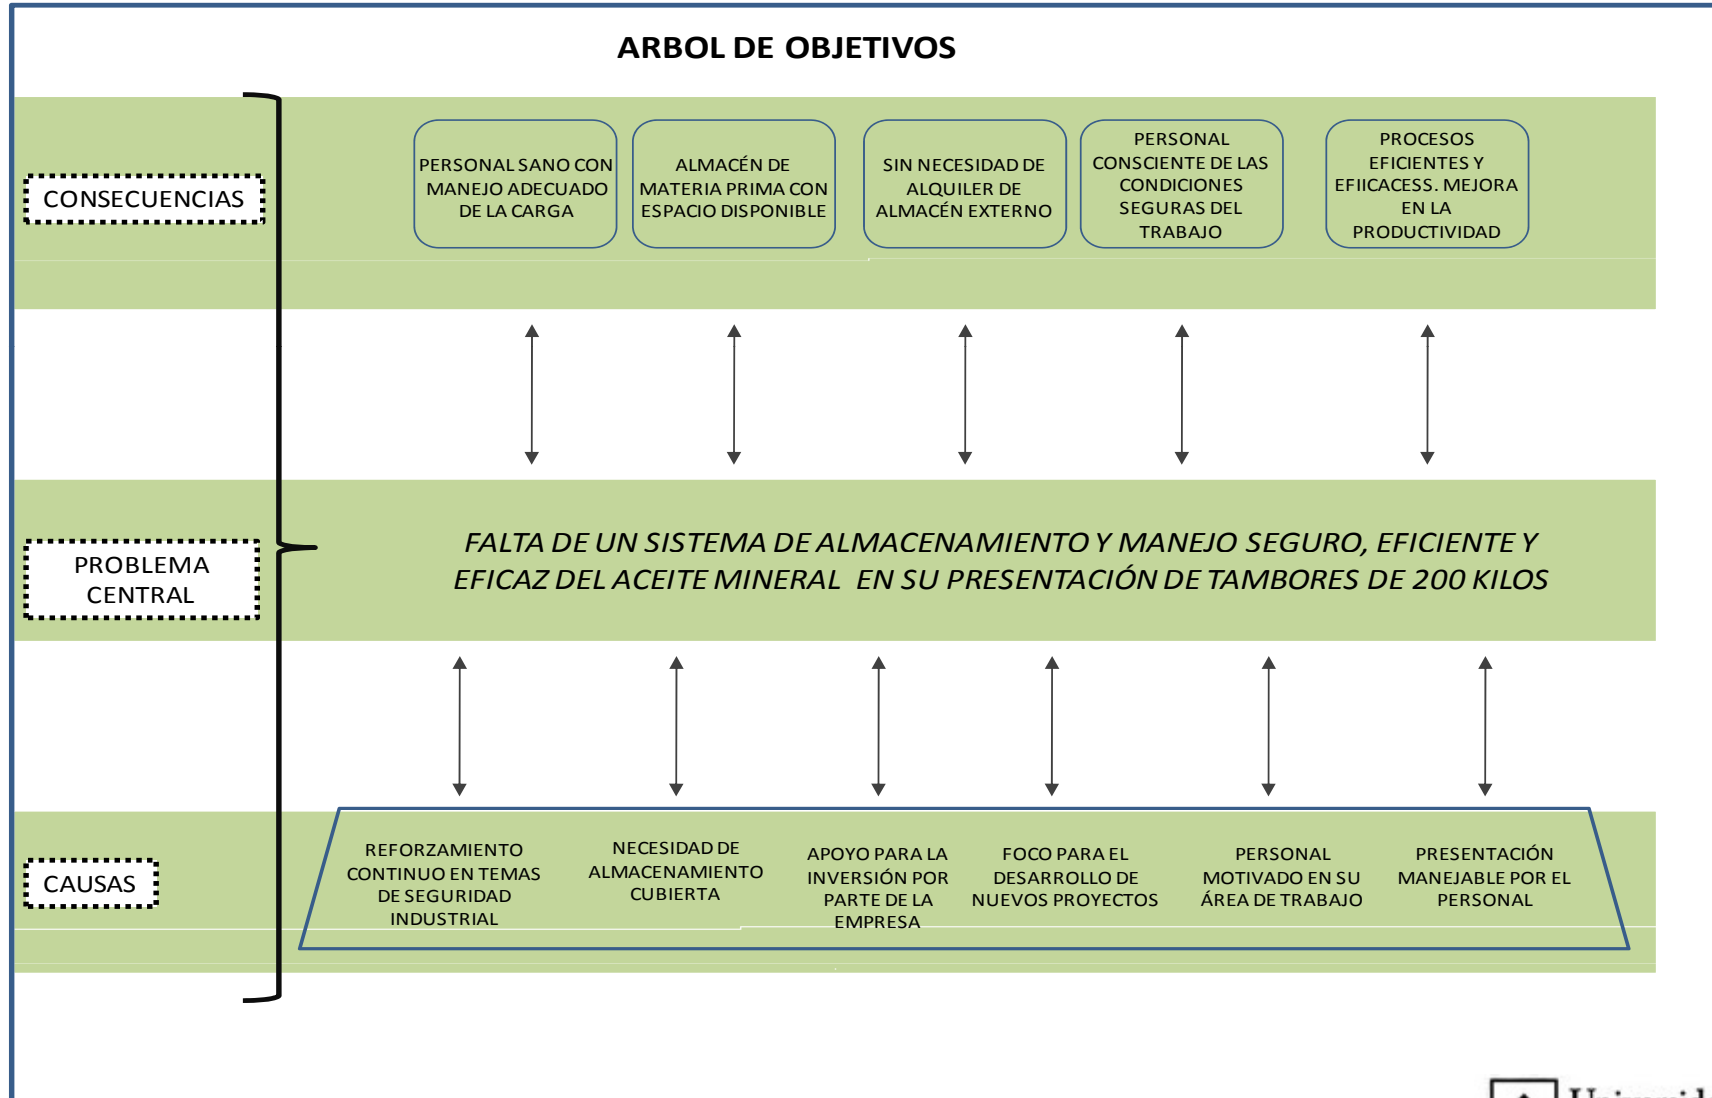 ARBOL DE OBJETIVOS
CONSECUENCIAS
PERSONAL SANO CON
MANEJO ADECUADO
DE LA CARGA
ALMACÉN DE
MATERIA PRIMA CON
ESPACIO DISPONIBLE
SIN NECESIDAD DE
ALQUILER DE
ALMACÉN EXTERNO
PERSONAL
CONSCIENTE DE LAS
CONDICIONES
SEGURAS DEL
TRABAJO
PROCESOS
EFICIENTES Y
EFIICACESS. MEJORA
EN LA
PRODUCTIVIDAD
PROBLEMA
CENTRAL
FALTA DE UN SISTEMA DE ALMACENAMIENTO Y MANEJO SEGURO, EFICIENTE Y
EFICAZ DEL ACEITE MINERAL EN SU PRESENTACIÓN DE TAMBORES DE 200 KILOS
CAUSAS
REFORZAMIENTO
CONTINUO EN TEMAS
DE SEGURIDAD
INDUSTRIAL
NECESIDAD DE
ALMACENAMIENTO
CUBIERTA
APOYO PARA LA
INVERSIÓN POR
PARTE DE LA
EMPRESA
FOCO PARA EL
DESARROLLO DE
NUEVOS PROYECTOS
PERSONAL
MOTIVADO EN SU
ÁREA DE TRABAJO
PRESENTACIÓN
MANEJABLE POR EL
PERSONAL